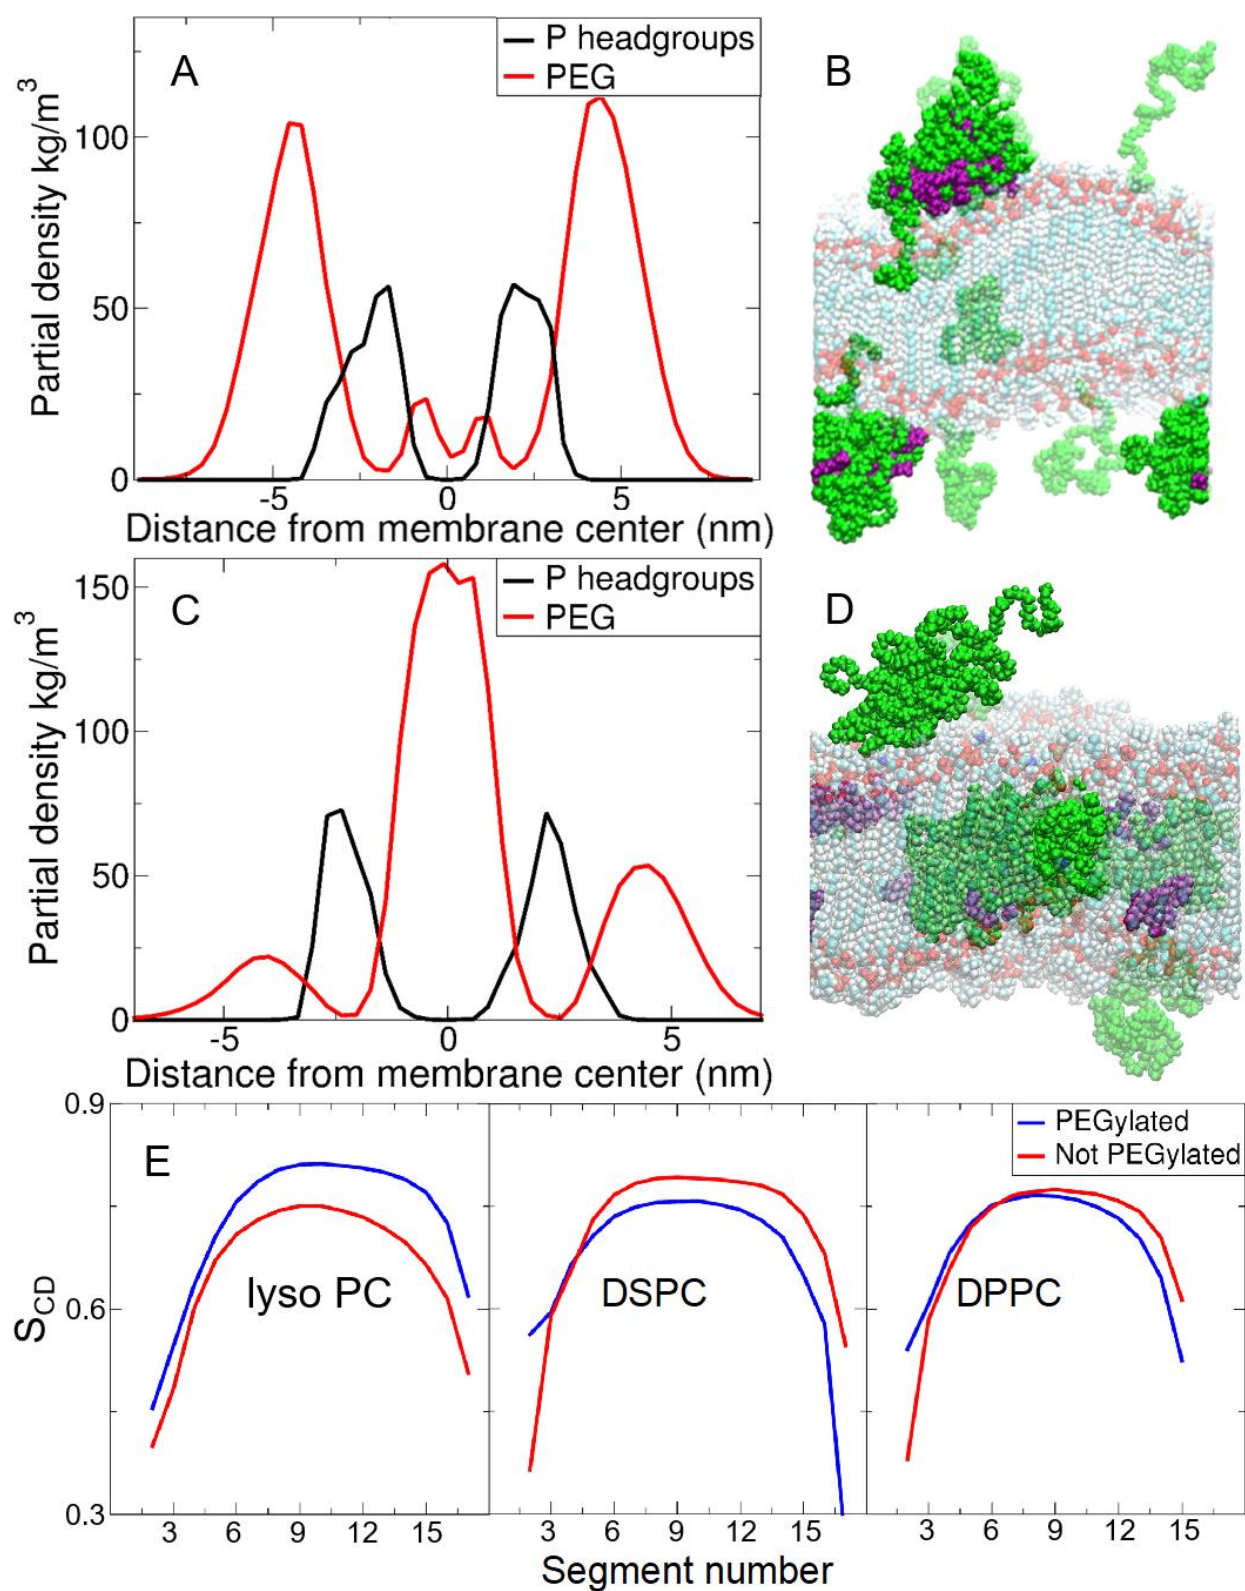 A
P headgroups
PEG
Partial density kg/m³
100
50
0
-5
0
5
Distance from membrane center (nm)
B
C
P headgroups
PEG
Partial density kg/m³
150
100
50
0
-5
0
5
Distance from membrane center (nm)
D
E
PEGylated
Not PEGylated
0.9
0.6
0.3
S_CD
lyso PC
DSPC
DPPC
3 6 9 12 15
3 6 9 12 15
3 6 9 12 15
Segment number